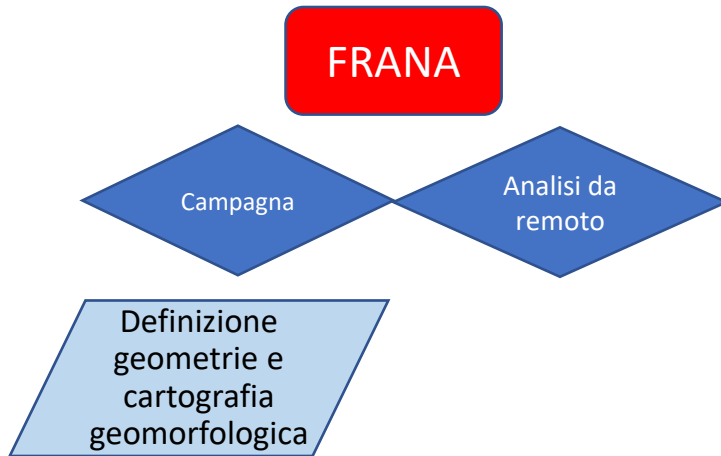 FRANA
Campagna
Analisi da
remoto
Definizione
geometrie e
cartografia
geomorfologica